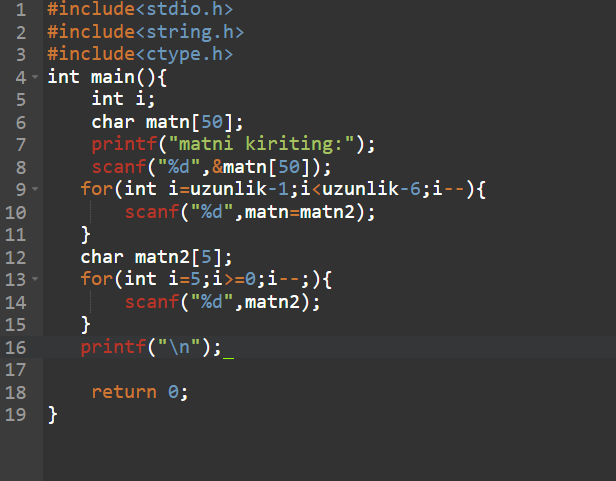 1 #include<stdio.h>
2 #include<string.h>
3 #include<ctype.h>
4 int main(){
5     int i;
6     char matn[50];
7     printf("matni kiriting:");
8     scanf("%d",&matn[50]);
9    for(int i=uzunlik-1;i<uzunlik-6;i--){
10        scanf("%d",matn=matn2);
11    }
12    char matn2[5];
13    for(int i=5;i>=0;i--;){
14        scanf("%d",matn2);
15    }
16    printf("\n");
17
18     return 0;
19 }